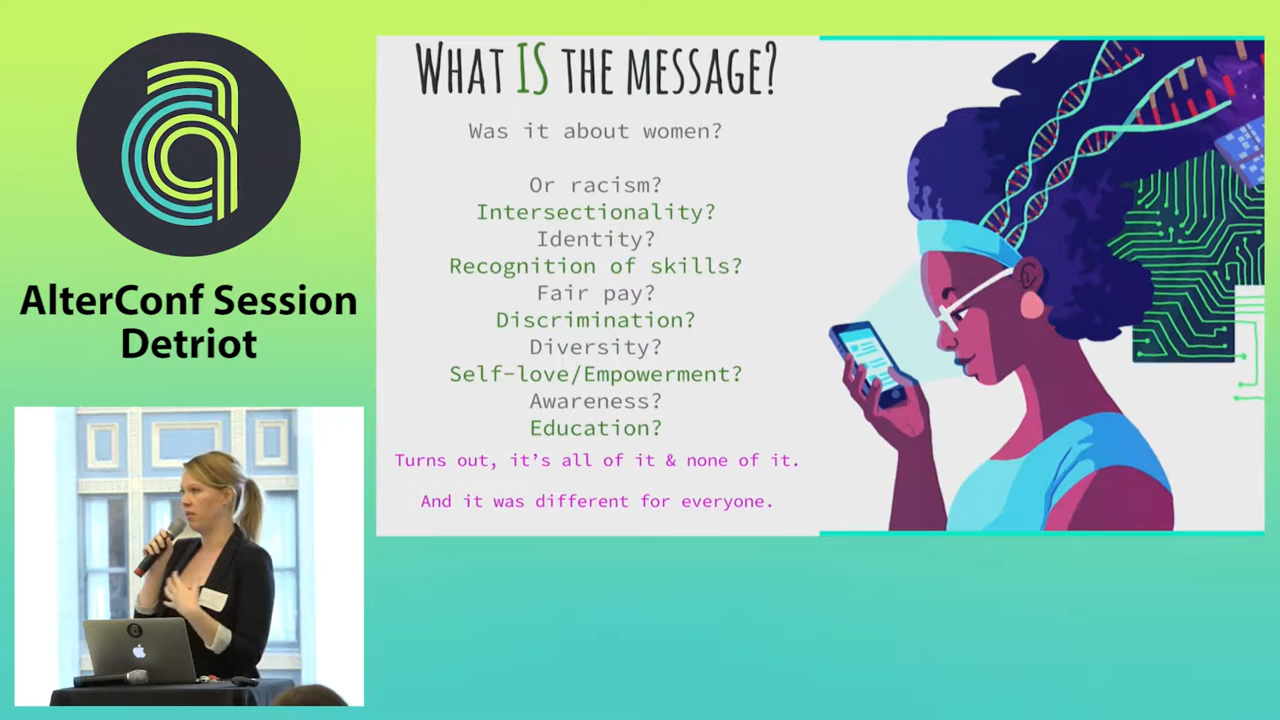 AlterConf Session
Detriot
WHAT IS THE MESSAGE?
Was it about women?
Or racism?
Intersectionality?
Identity?
Recognition of skills?
Fair pay?
Discrimination?
Diversity?
Self-love/Empowerment?
Awareness?
Education?
Turns out, it's all of it & none of it.
And it was different for everyone.